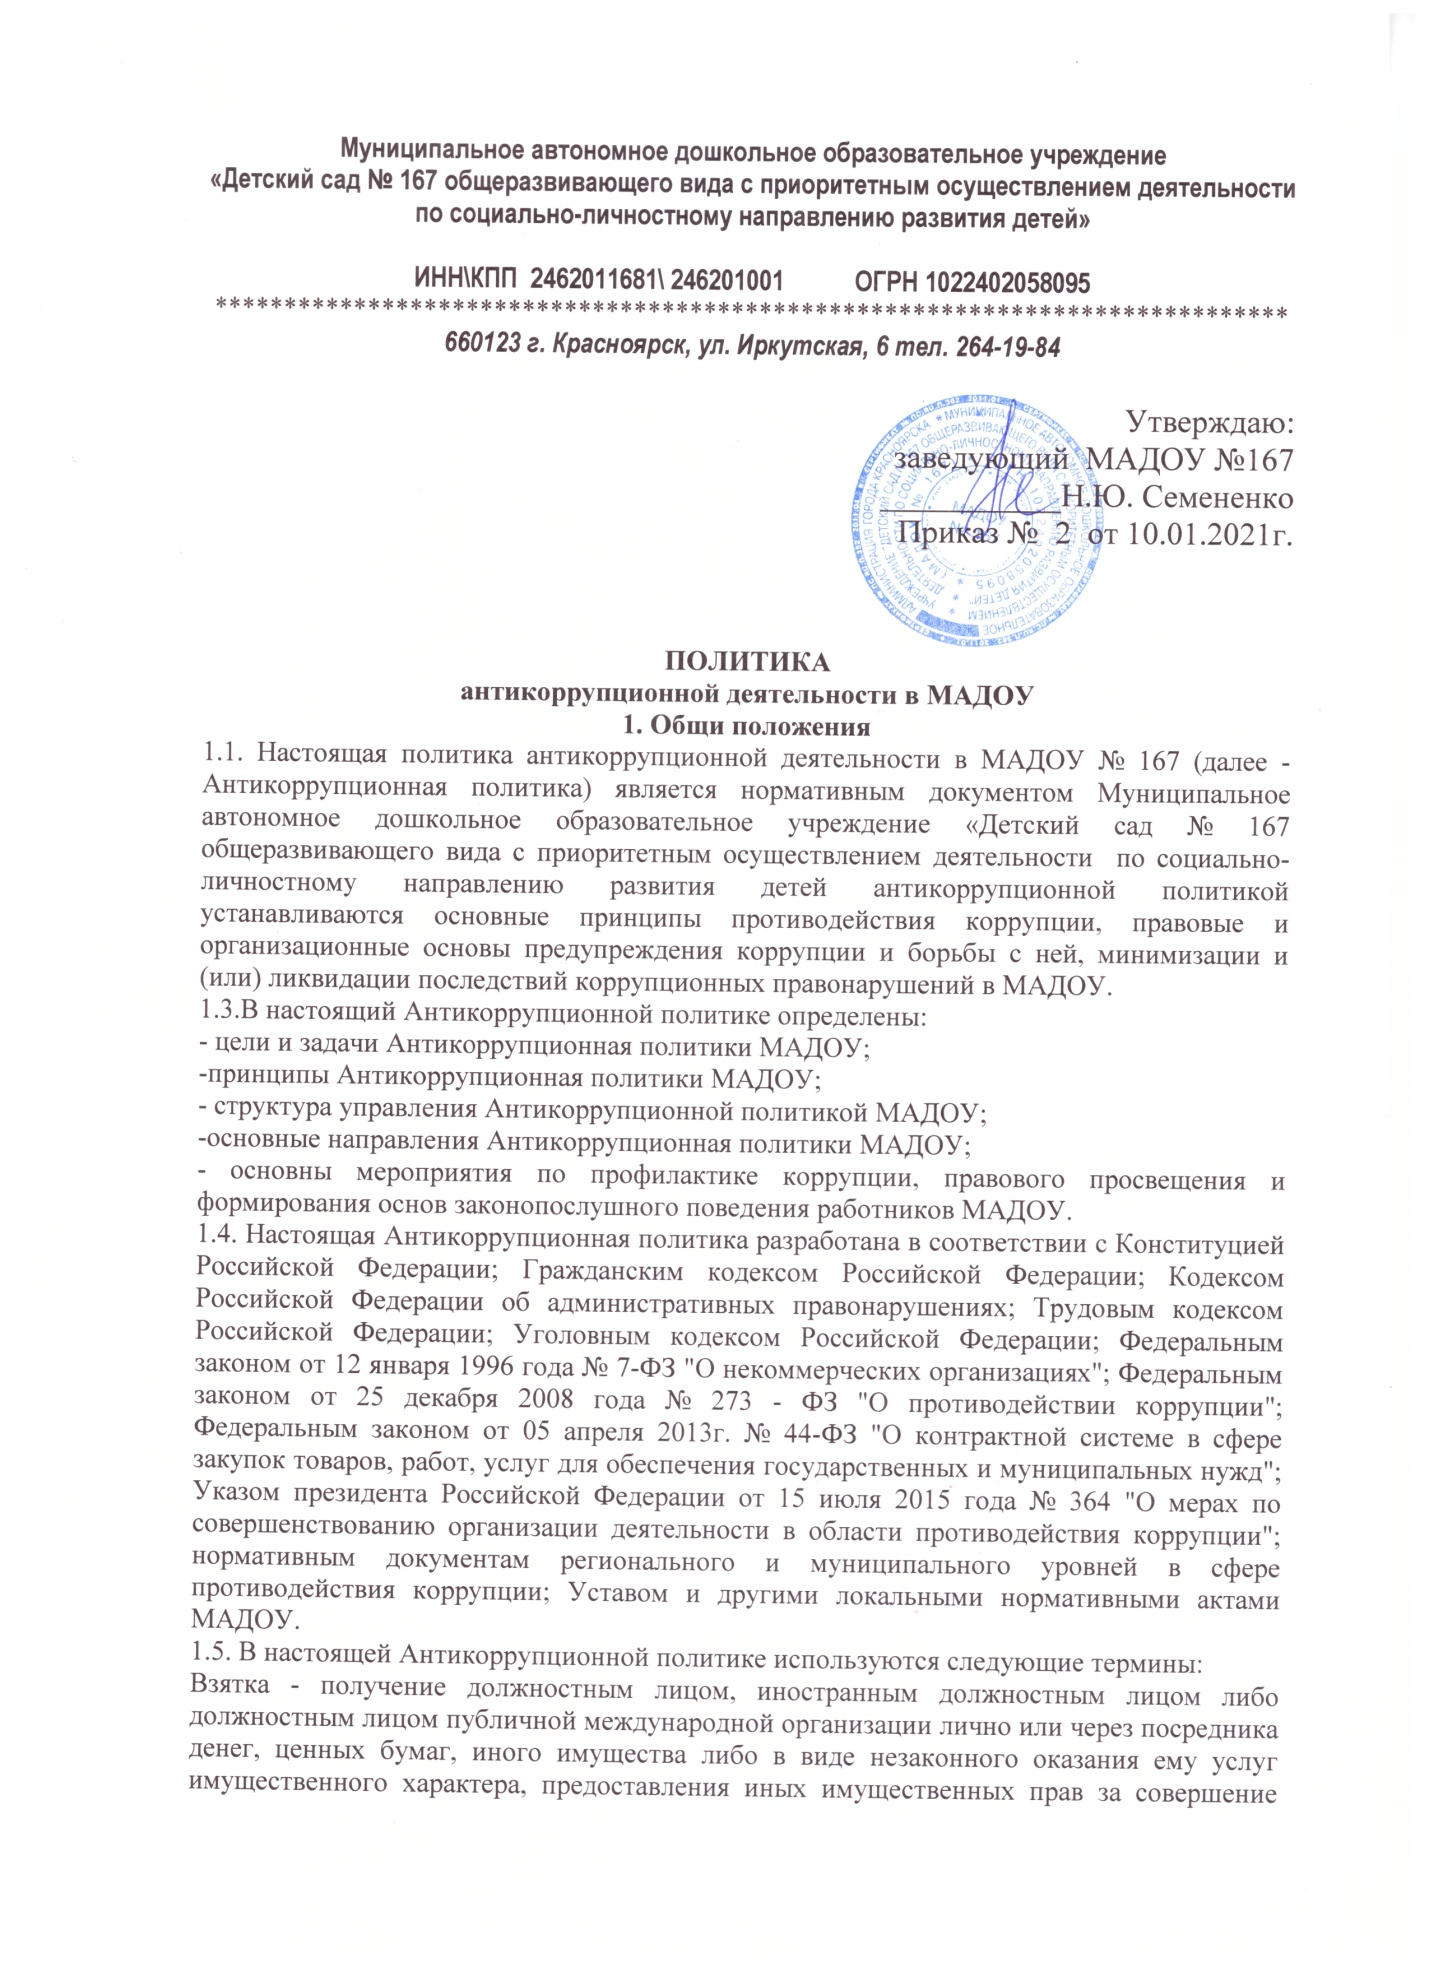 Муниципальное автономное дошкольное образовательное учреждение
«Детский сад № 167 общеразвивающего вида с приоритетным осуществлением деятельности
по социально-личностному направлению развития детей»
ИНН\КПП 2462011681\ 246201001 ОГРН 1022402058095
******************************************************************************
660123 г. Красноярск, ул. Иркутская, 6 тел. 264-19-84
Утверждаю:
заведующий МАДОУ №167
___________Н.Ю. Семененко
Приказ № 2 от 10.01.2021г.
ПОЛИТИКА
антикоррупционной деятельности в МАДОУ
1. Общи положения
1.1. Настоящая политика антикоррупционной деятельности в МАДОУ № 167 (далее -
Антикоррупционная политика) является нормативным документом Муниципальное
автономное дошкольное образовательное учреждение «Детский сад № 167
общеразвивающего вида с приоритетным осуществлением деятельности по социально-
личностному направлению развития детей антикоррупционной политикой
устанавливаются основные принципы противодействия коррупции, правовые и
организационные основы предупреждения коррупции и борьбы с ней, минимизации и
(или) ликвидации последствий коррупционных правонарушений в МАДОУ.
1.3.В настоящий Антикоррупционной политике определены:
- цели и задачи Антикоррупционная политики МАДОУ;
-принципы Антикоррупционная политики МАДОУ;
- структура управления Антикоррупционной политикой МАДОУ;
-основные направления Антикоррупционная политики МАДОУ;
- основны мероприятия по профилактике коррупции, правового просвещения и
формирования основ законопослушного поведения работников МАДОУ.
1.4. Настоящая Антикоррупционная политика разработана в соответствии с Конституцией
Российской Федерации; Гражданским кодексом Российской Федерации; Кодексом
Российской Федерации об административных правонарушениях; Трудовым кодексом
Российской Федерации; Уголовным кодексом Российской Федерации; Федеральным
законом от 12 января 1996 года № 7-ФЗ "О некоммерческих организациях"; Федеральным
законом от 25 декабря 2008 года № 273 - ФЗ "О противодействии коррупции";
Федеральным законом от 05 апреля 2013г. № 44-ФЗ "О контрактной системе в сфере
закупок товаров, работ, услуг для обеспечения государственных и муниципальных нужд";
Указом президента Российской Федерации от 15 июля 2015 года № 364 "О мерах по
совершенствованию организации деятельности в области противодействия коррупции";
нормативным документам регионального и муниципального уровней в сфере
противодействия коррупции; Уставом и другими локальными нормативными актами
МАДОУ.
1.5. В настоящей Антикоррупционной политике используются следующие термины:
Взятка - получение должностным лицом, иностранным должностным лицом либо
должностным лицом публичной международной организации лично или через посредника
денег, ценных бумаг, иного имущества либо в виде незаконного оказания ему услуг
имущественного характера, предоставления иных имущественных прав за совершение